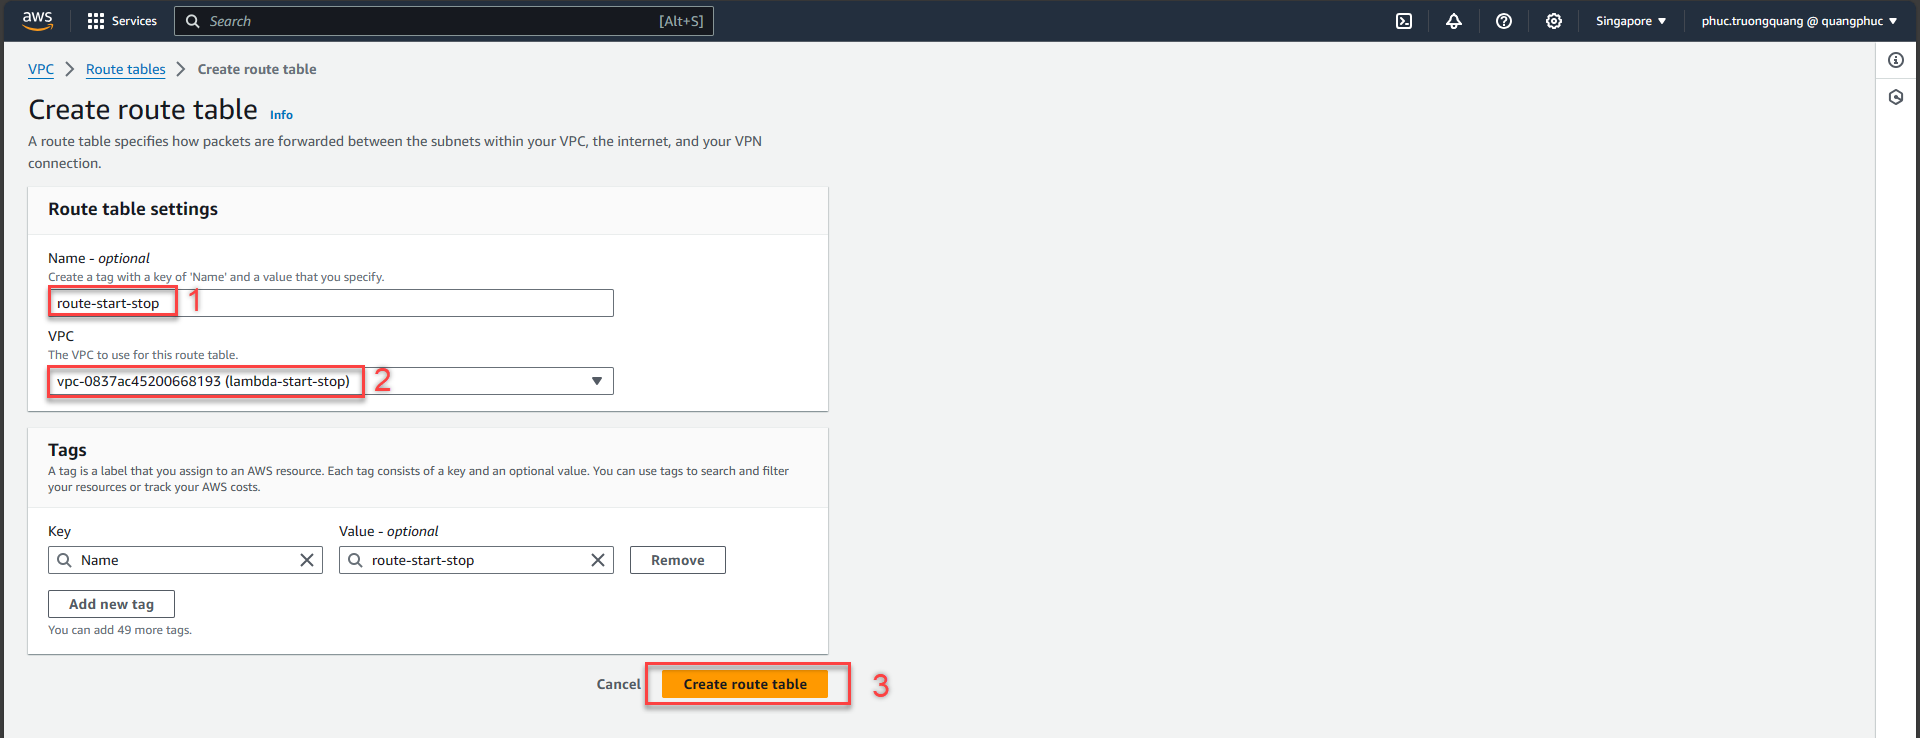 aws Services Search [Alt+S] Singapore phuc.truongquang @ quangphuc
VPC Route tables Create route table
Create route table Info
A route table specifies how packets are forwarded between the subnets within your VPC, the internet, and your VPN
connection.
Route table settings
Name - optional
Create a tag with a key of 'Name' and a value that you specify.
route-start-stop 1
VPC
The VPC to use for this route table.
vpc-0837ac45200668193 (lambda-start-stop) 2
Tags
A tag is a label that you assign to an AWS resource. Each tag consists of a key and an optional value. You can use tags to search and filter
your resources or track your AWS costs.
Key Value - optional
Name route-start-stop Remove
Add new tag
You can add 49 more tags.
Cancel Create route table 3